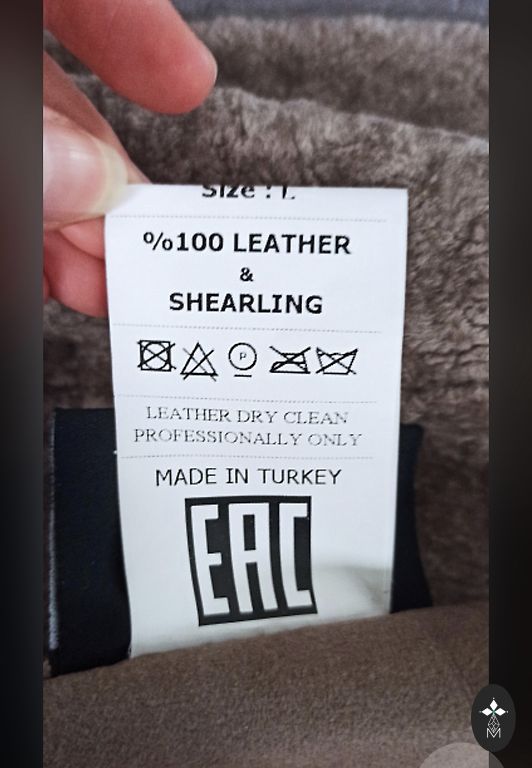 Size : L
%100 LEATHER
&
SHEARLING
P
LEATHER DRY CLEAN
PROFESSIONALLY ONLY
MADE IN TURKEY
EAC
M